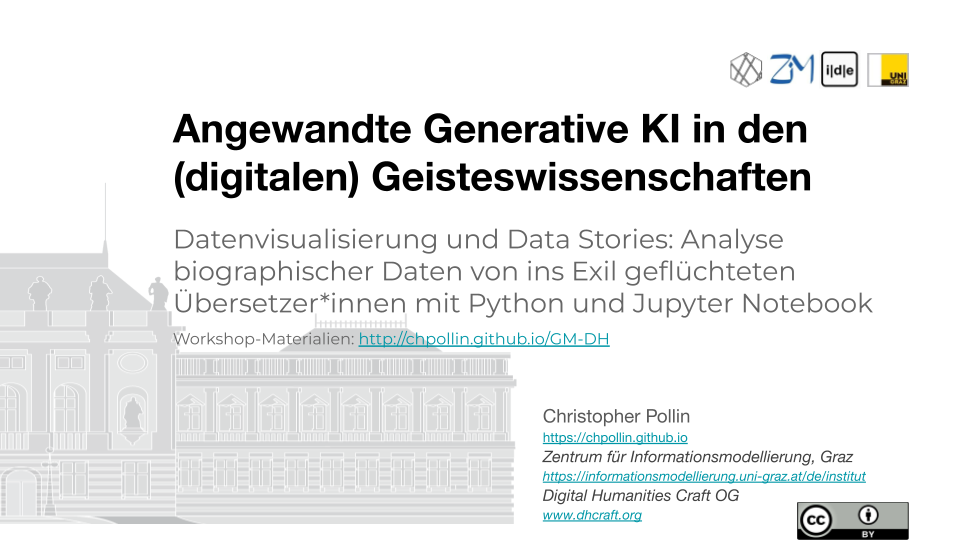 ZiM
i|d|e
UNI
GRAZ
Angewandte Generative KI in den
(digitalen) Geisteswissenschaften
Datenvisualisierung und Data Stories: Analyse
biographischer Daten von ins Exil geflüchteten
Übersetzer*innen mit Python und Jupyter Notebook
Workshop-Materialien: http://chpollin.github.io/GM-DH
Christopher Pollin
https://chpollin.github.io
Zentrum für Informationsmodellierung, Graz
https://informationsmodellierung.uni-graz.at/de/institut
Digital Humanities Craft OG
www.dhcraft.org
cc
BY